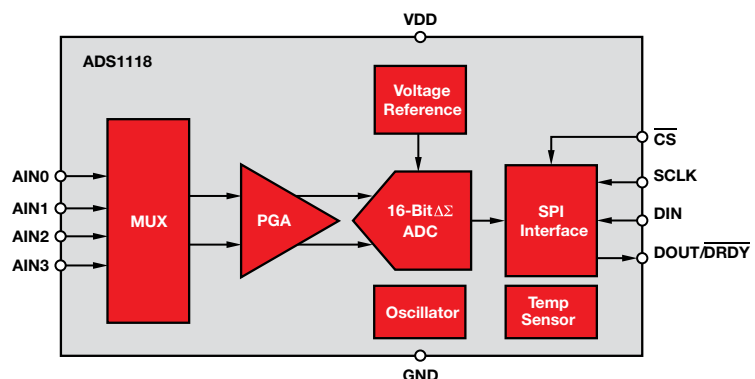 VDD
ADS1118
Voltage
Reference
CS
AIN0
SCLK
AIN1
MUX
PGA
16-Bit ΔΣ
ADC
SPI
Interface
DIN
AIN2
AIN3
DOUT/DRDY
Oscillator
Temp
Sensor
GND